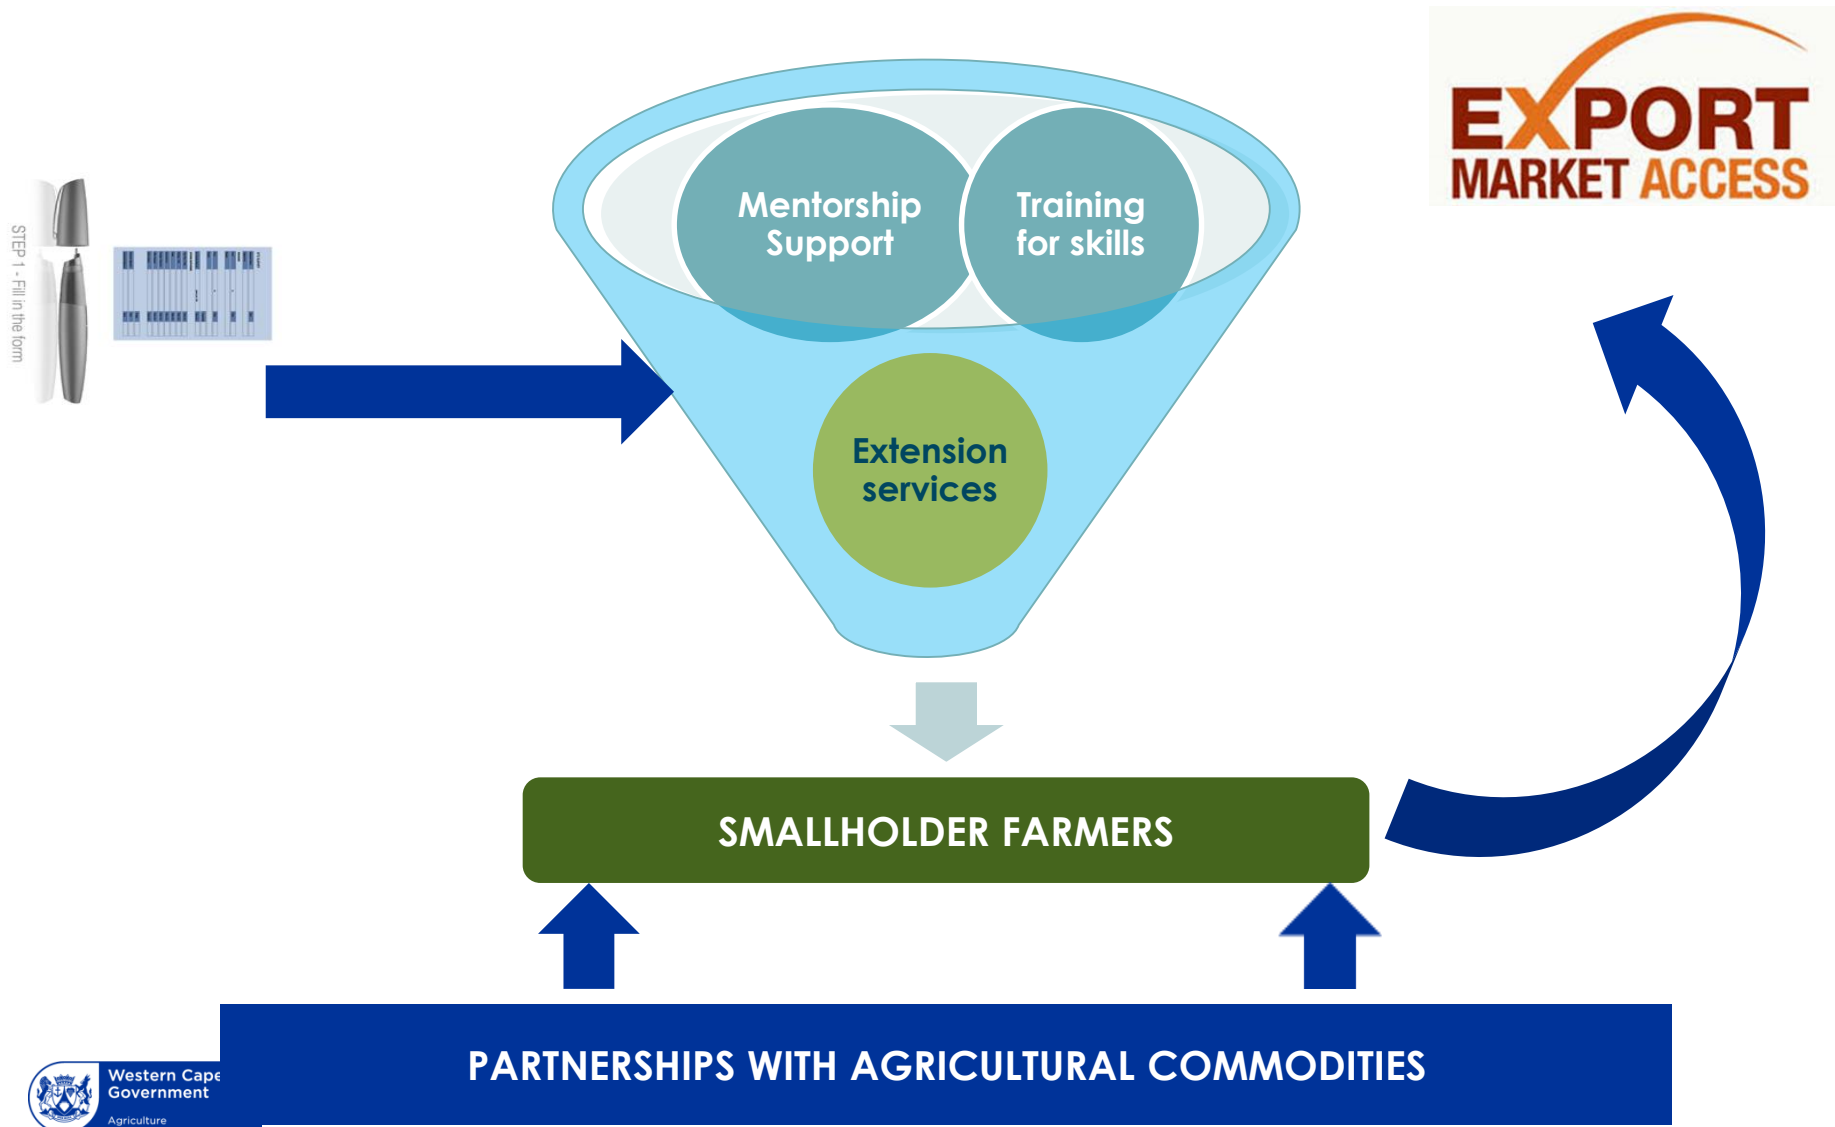 STEP 1 - Fill in the form
Mentorship
Support
Training
for skills
Extension
services
EXPORT
MARKET ACCESS
SMALLHOLDER FARMERS
PARTNERSHIPS WITH AGRICULTURAL COMMODITIES
Western Cape
Government
Agriculture